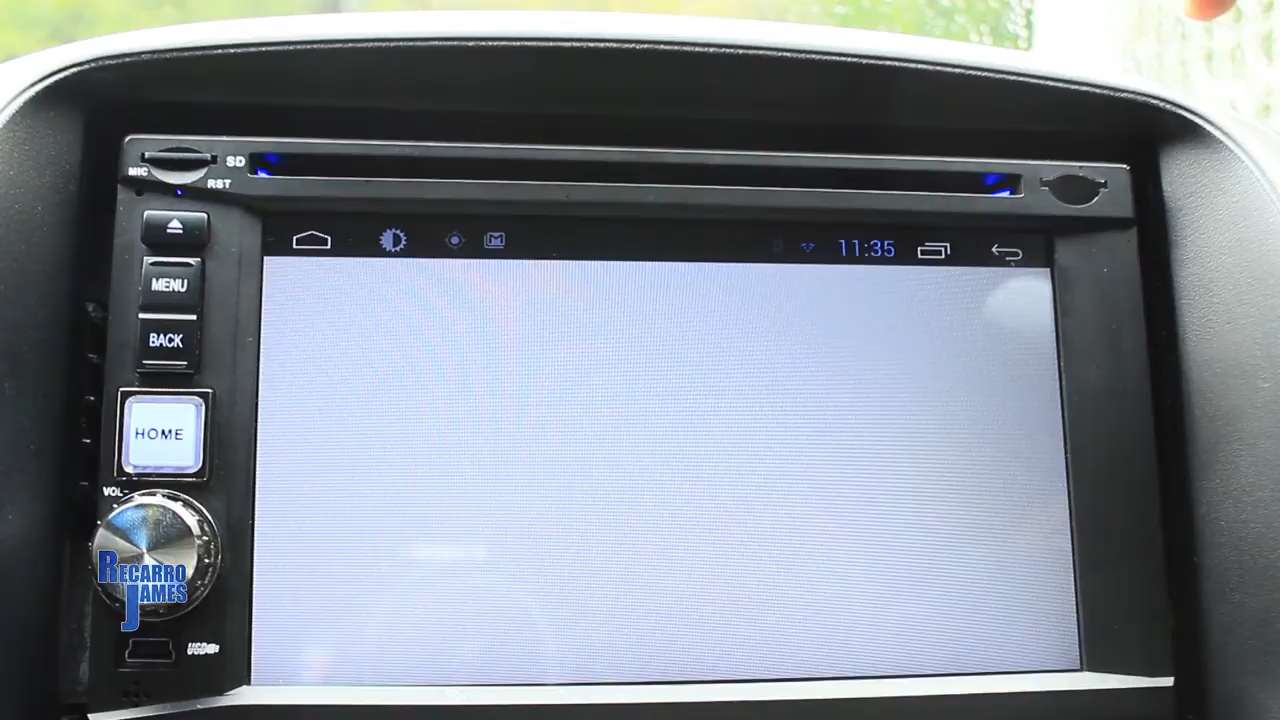 SD
MIC
RST
11:35
MENU
BACK
HOME
VOL-
RECARRO
JAMES
USB